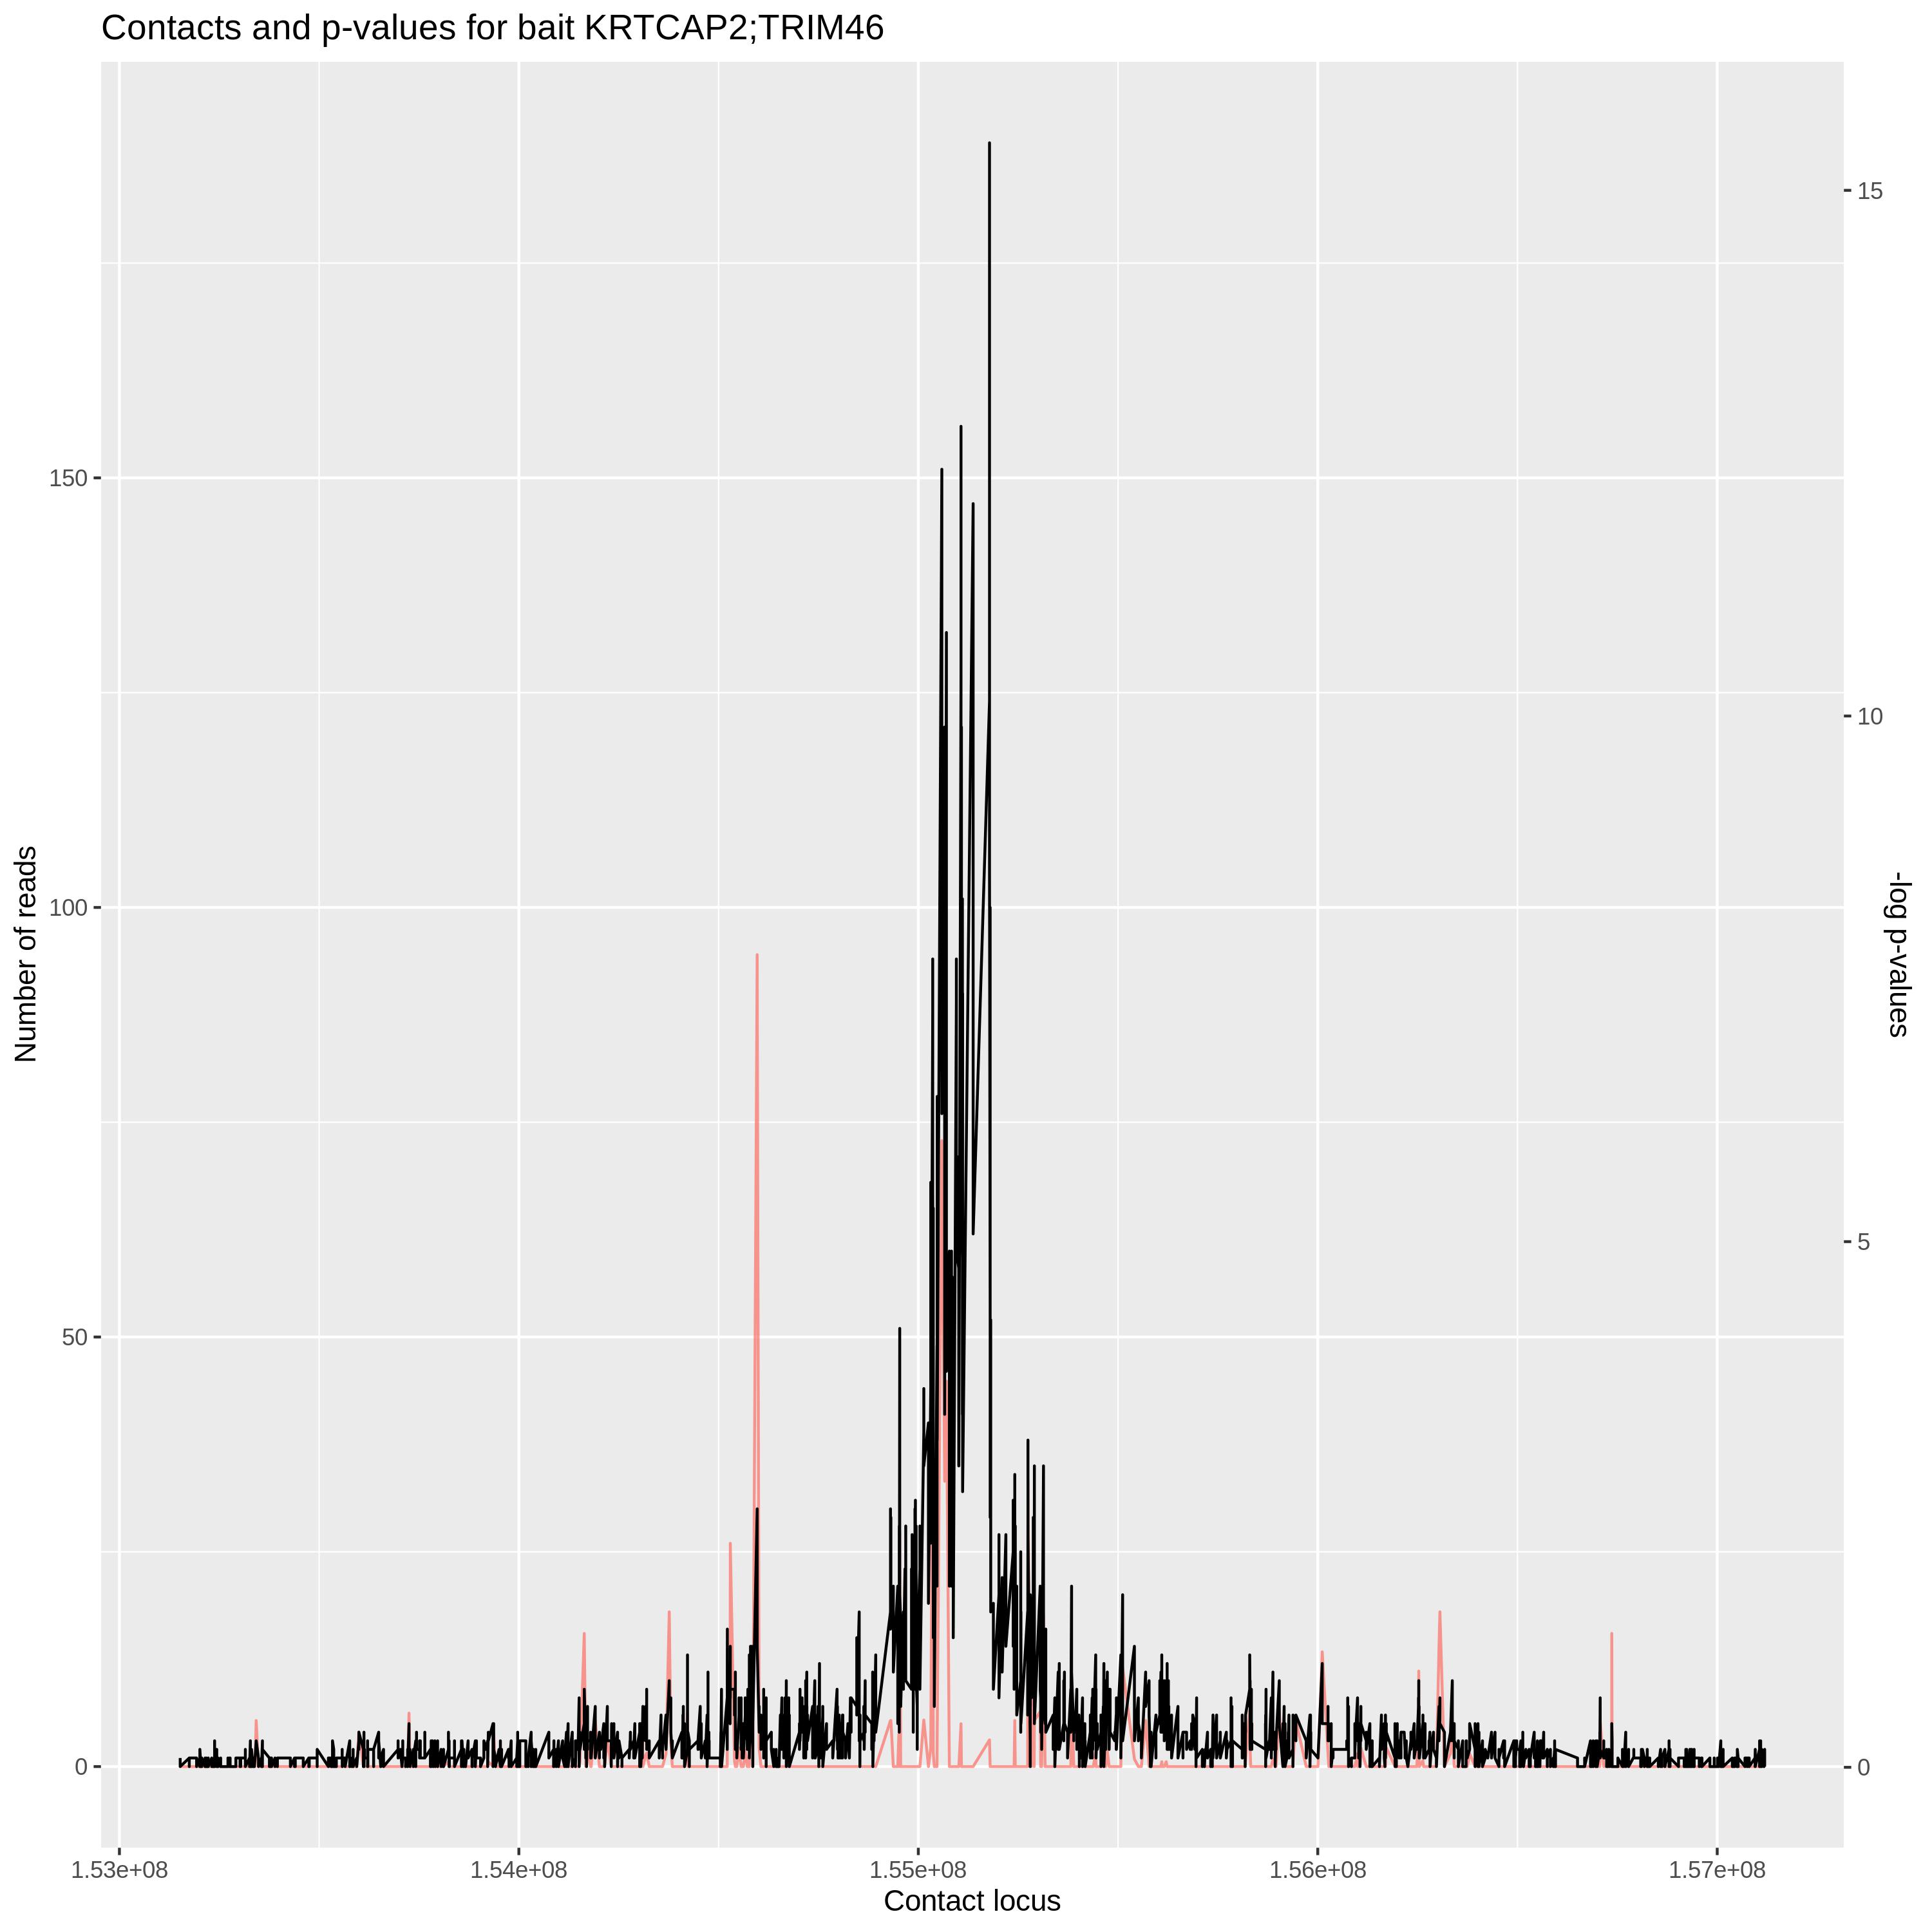 Contacts and p-values for bait KRTCAP2;TRIM46
Number of reads
150
100
50
0
15
10
5
0
-log p-values
1.53e+08
1.54e+08
1.55e+08
1.56e+08
1.57e+08
Contact locus